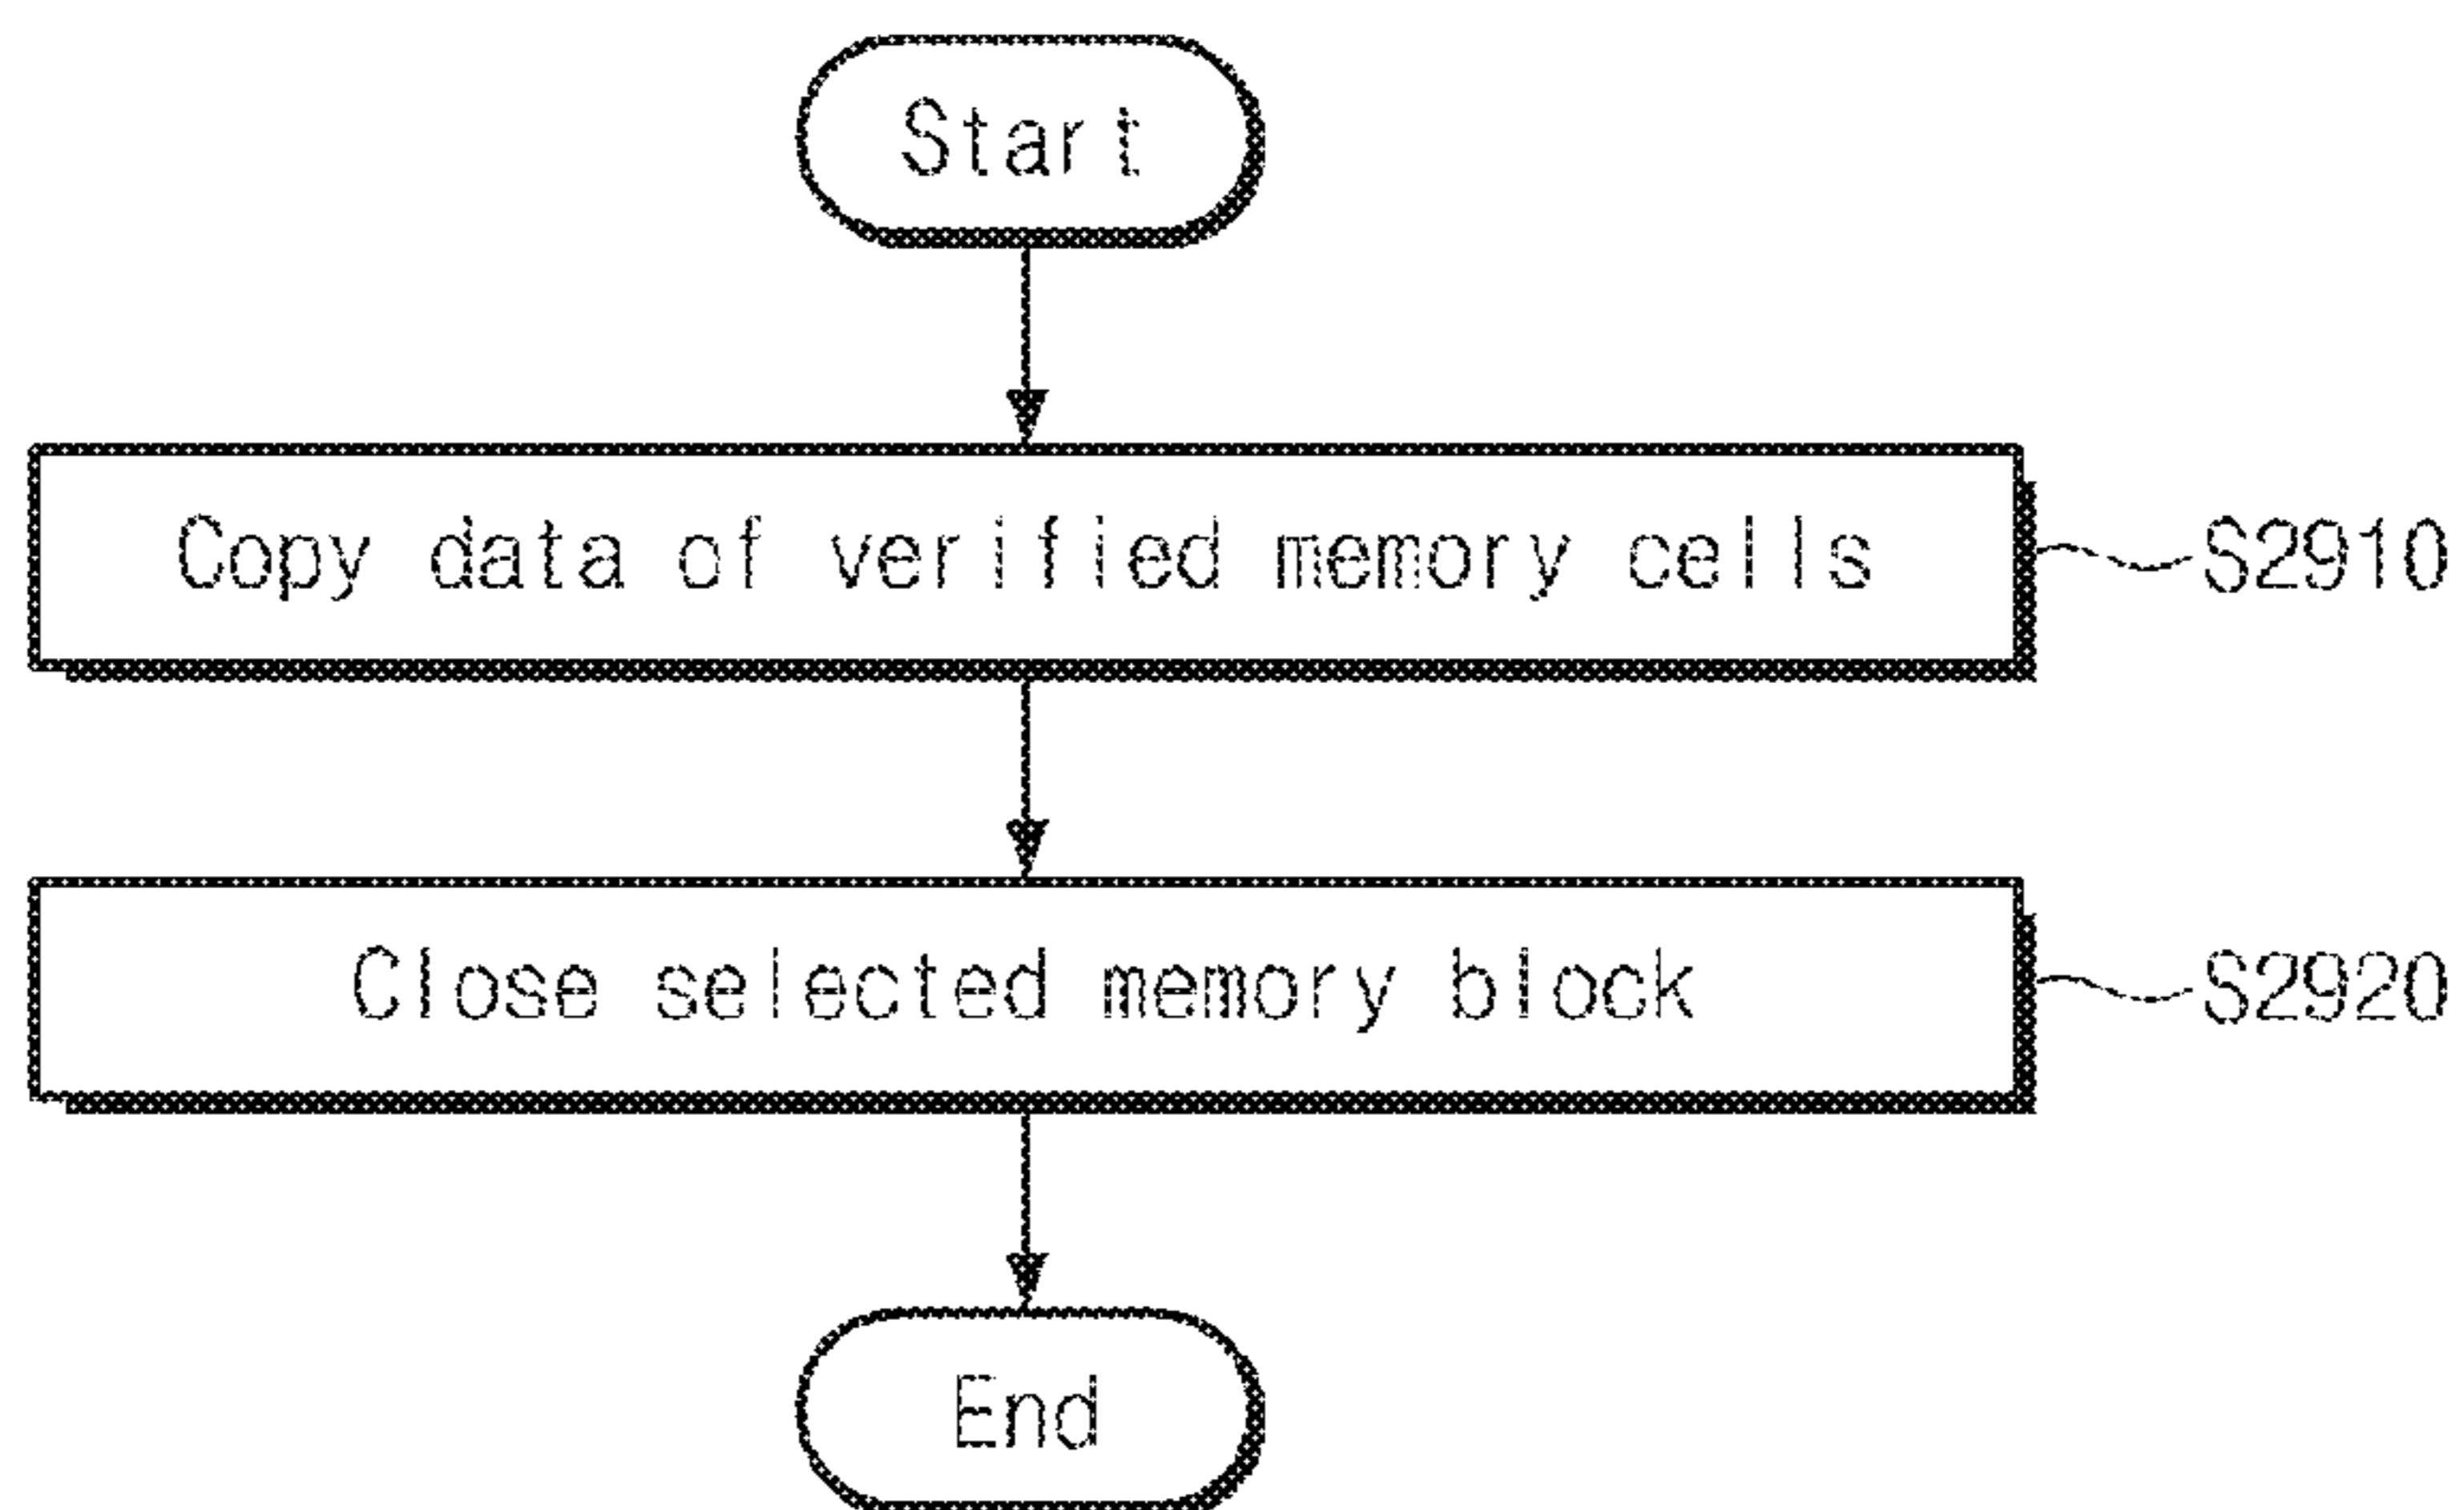 Start
Copy data of verified memory cells
S2910
Close selected memory block
S2920
End